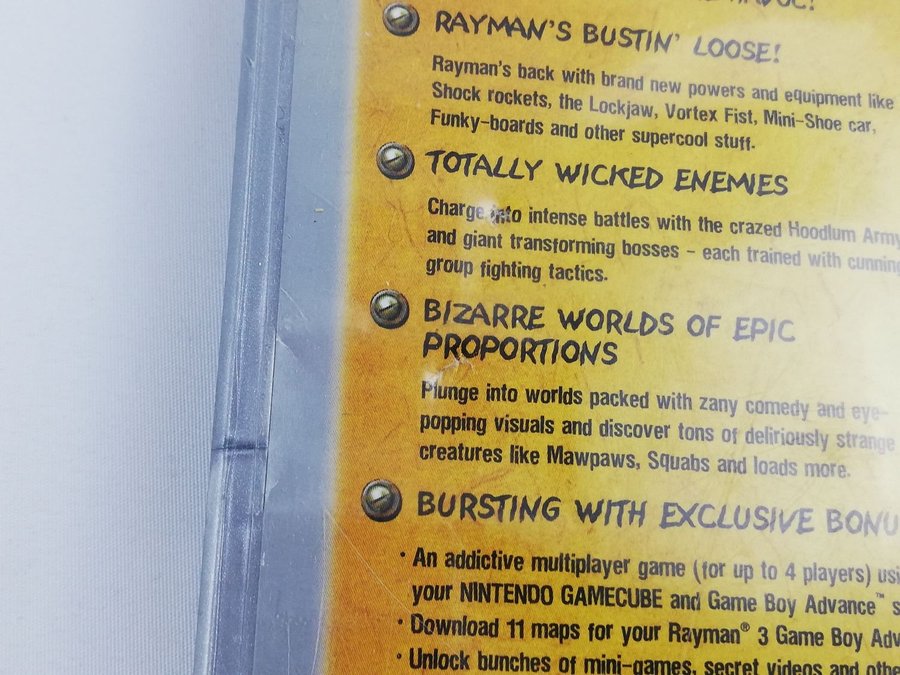 RAYMAN'S BUSTIN' LOOSE!
Rayman's back with brand new powers and equipment like
Shock rockets, the Lockjaw, Vortex Fist, Mini-Shoe car,
Funky-boards and other supercool stuff.
TOTALLY WICKED ENEMIES
Charge into intense battles with the crazed Hoodlum Army
and giant transforming bosses - each trained with cunning
group fighting tactics.
BIZARRE WORLDS OF EPIC
PROPORTIONS
Plunge into worlds packed with zany comedy and eye-
popping visuals and discover tons of deliriously strange
creatures like Mawpaws, Squabs and loads more.
BURSTING WITH EXCLUSIVE BONU
· An addictive multiplayer game (for up to 4 players) usi
your NINTENDO GAMECUBE and Game Boy Advance™ s
· Download 11 maps for your Rayman® 3 Game Boy Adv
· Unlock bunches of mini-games, secret videos and othe